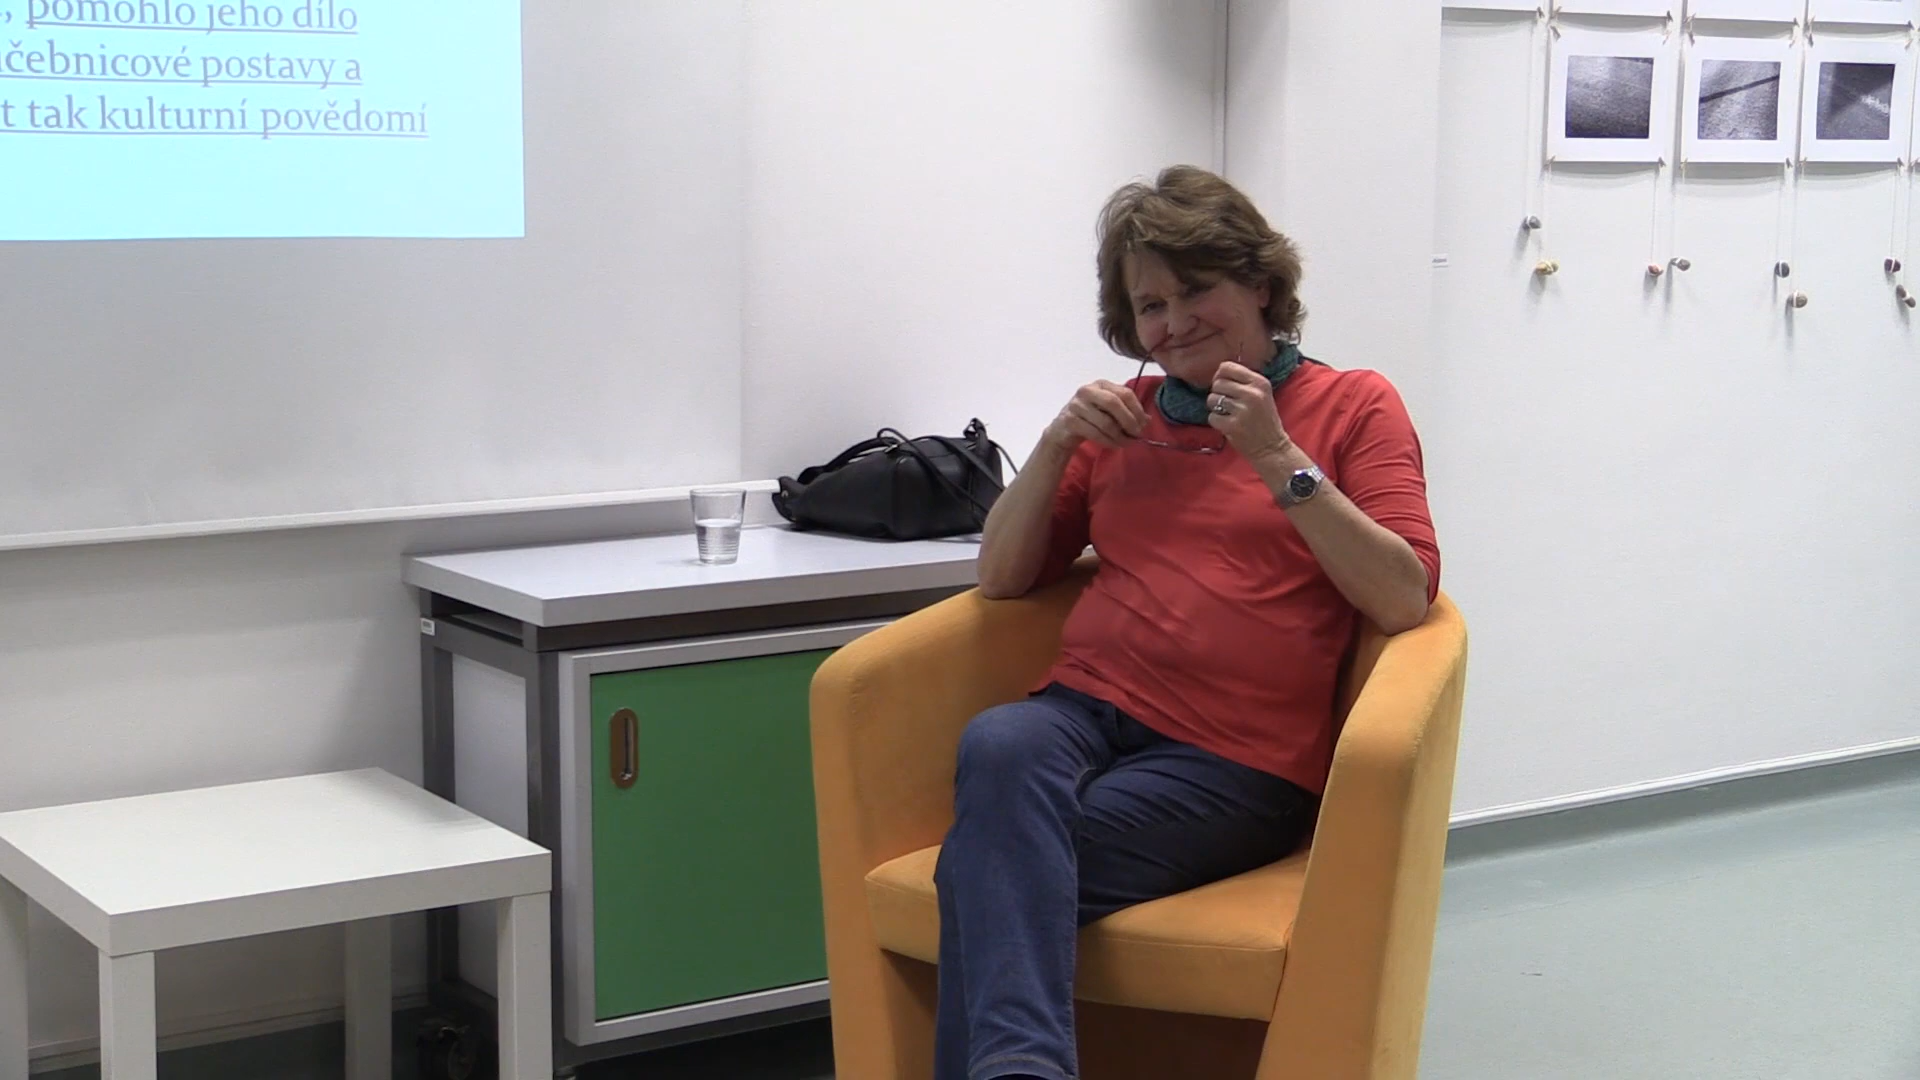 , pomohlo jeho dílo
čebnicové postavy a
t tak kulturní povědomí